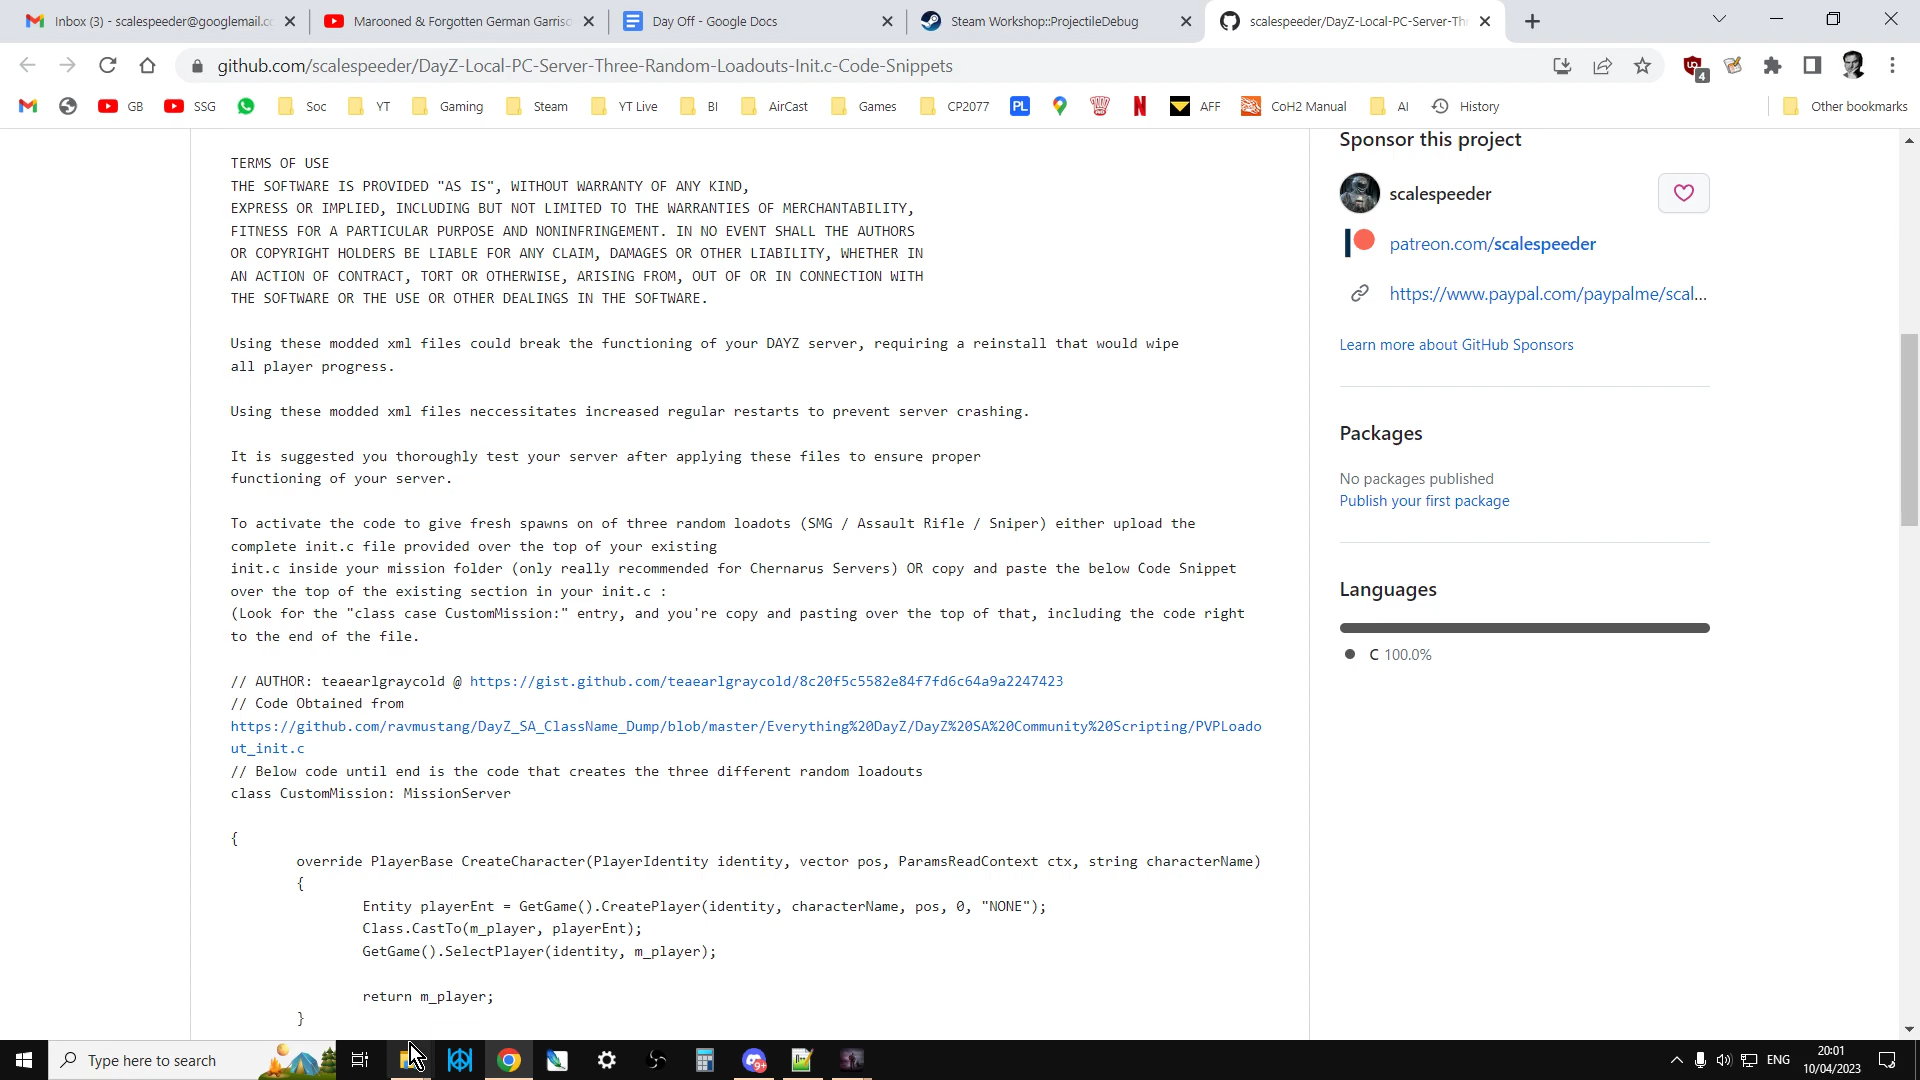 Inbox (3) - scalespeeder@googlemail.cc
Marooned & Forgotten German Garriso
Day Off - Google Docs
Steam Workshop::ProjectileDebug
scalespeeder/DayZ-Local-PC-Server-Th
github.com/scalespeeder/DayZ-Local-PC-Server-Three-Random-Loadouts-Init.c-Code-Snippets
4
GB
SSG
Soc
YT
Gaming
Steam
YT Live
BI
AirCast
Games
CP2077
PL
N
AFF
CoH2 Manual
AI
History
Other bookmarks
TERMS OF USE
THE SOFTWARE IS PROVIDED "AS IS", WITHOUT WARRANTY OF ANY KIND,
EXPRESS OR IMPLIED, INCLUDING BUT NOT LIMITED TO THE WARRANTIES OF MERCHANTABILITY,
FITNESS FOR A PARTICULAR PURPOSE AND NONINFRINGEMENT. IN NO EVENT SHALL THE AUTHORS
OR COPYRIGHT HOLDERS BE LIABLE FOR ANY CLAIM, DAMAGES OR OTHER LIABILITY, WHETHER IN
AN ACTION OF CONTRACT, TORT OR OTHERWISE, ARISING FROM, OUT OF OR IN CONNECTION WITH
THE SOFTWARE OR THE USE OR OTHER DEALINGS IN THE SOFTWARE.
Using these modded xml files could break the functioning of your DAYZ server, requiring a reinstall that would wipe
all player progress.
Using these modded xml files neccessitates increased regular restarts to prevent server crashing.
It is suggested you thoroughly test your server after applying these files to ensure proper
functioning of your server.
To activate the code to give fresh spawns on of three random loadots (SMG / Assault Rifle / Sniper) either upload the
complete init.c file provided over the top of your existing
init.c inside your mission folder (only really recommended for Chernarus Servers) OR copy and paste the below Code Snippet
over the top of the existing section in your init.c :
(Look for the "class case CustomMission:" entry, and you're copy and pasting over the top of that, including the code right
to the end of the file.
// AUTHOR: teaearlgraycold @ https://gist.github.com/teaearlgraycold/8c20f5c5582e84f7fd6c64a9a2247423
// Code Obtained from
https://github.com/ravmustang/DayZ_SA_ClassName_Dump/blob/master/Everything%20DayZ/DayZ%20SA%20Community%20Scripting/PVPLoado
ut_init.c
// Below code until end is the code that creates the three different random loadouts
class CustomMission: MissionServer
{
override PlayerBase CreateCharacter(PlayerIdentity identity, vector pos, ParamsReadContext ctx, string characterName)
{
Entity playerEnt = GetGame().CreatePlayer(identity, characterName, pos, 0, "NONE");
Class.CastTo(m_player, playerEnt);
GetGame().SelectPlayer(identity, m_player);
return m_player;
}
Sponsor this project
scalespeeder
patreon.com/scalespeeder
https://www.paypal.com/paypalme/scal...
Learn more about GitHub Sponsors
Packages
No packages published
Publish your first package
Languages
C 100.0%
Type here to search
9+
ENG
20:01
10/04/2023